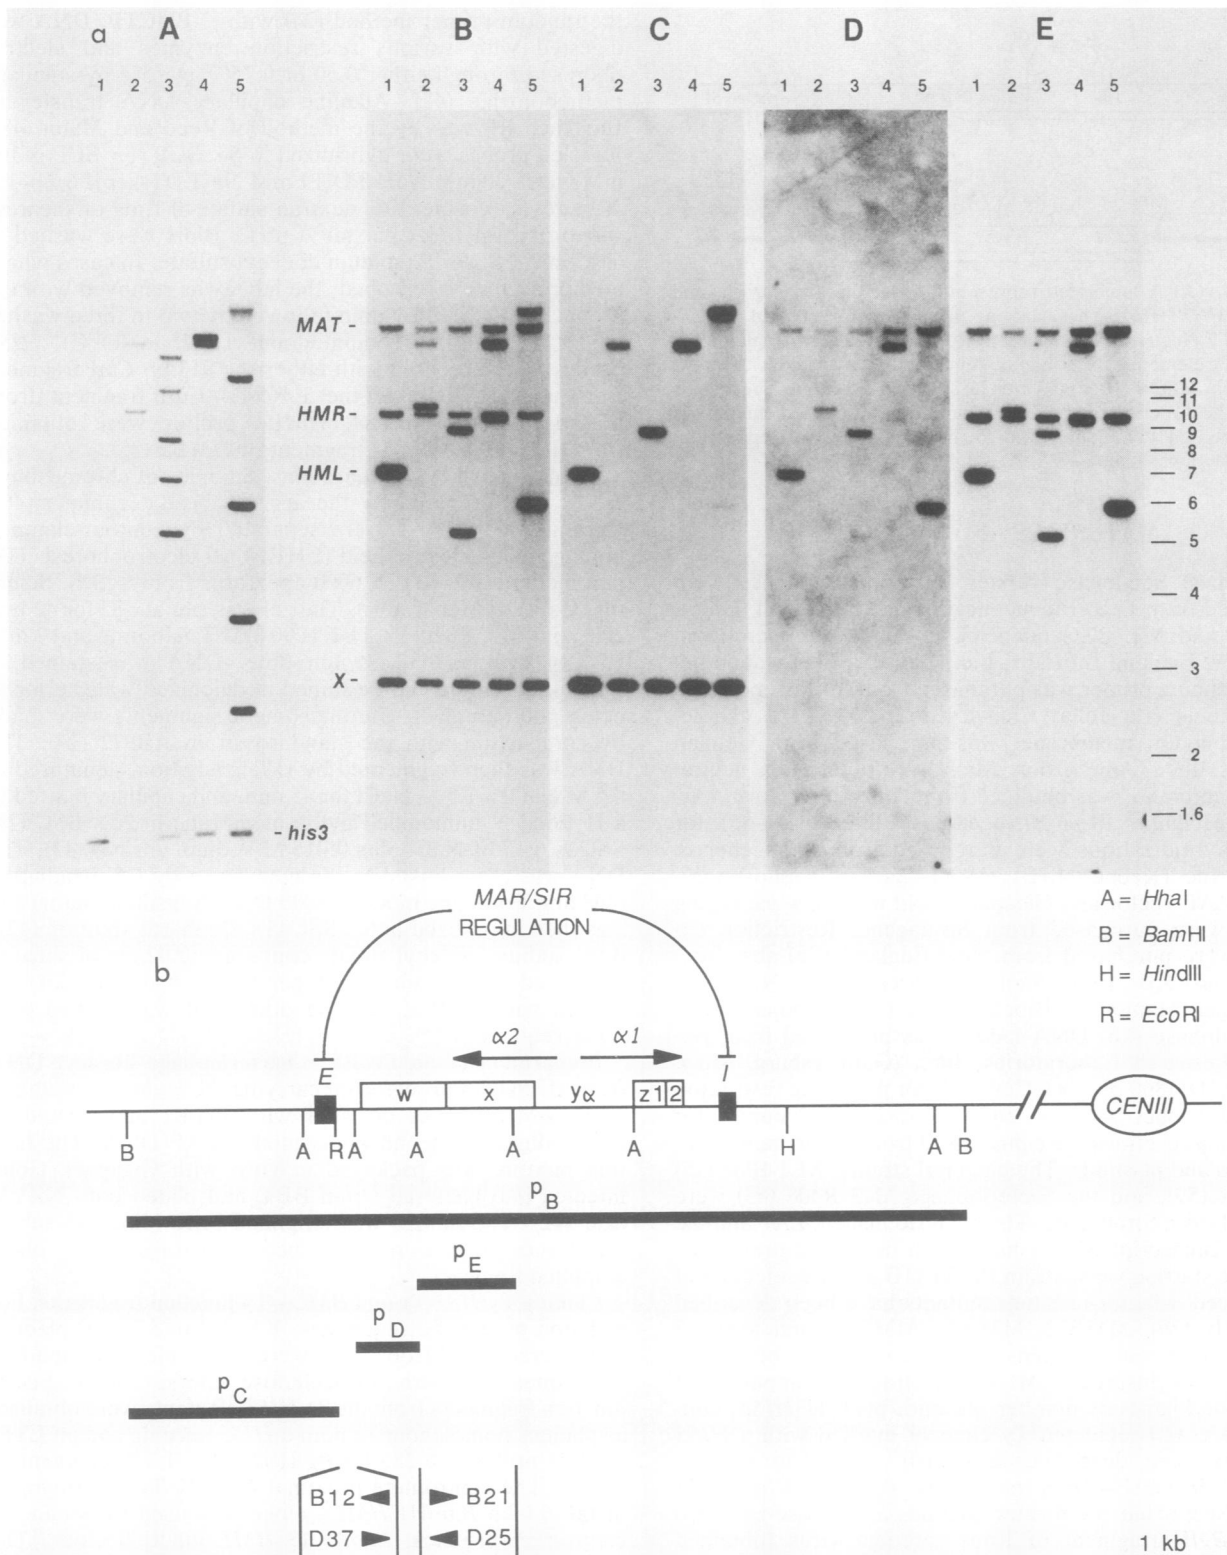 a A B C D E
1 2 3 4 5 1 2 3 4 5 1 2 3 4 5 1 2 3 4 5 1 2 3 4 5
MAT -
HMR -
HML -
X -
- his3
12
11
10
9
8
7
6
5
4
3
2
1.6
MAR/SIR
REGULATION
A = HhaI
B = BamHI
H = HindIII
R = EcoRI
b
α2 α1
E I
w x yα z1 2
CENIII
B A R A A A A H A B
pB
pE
pD
pC
B12 B21
D37 D25
1 kb